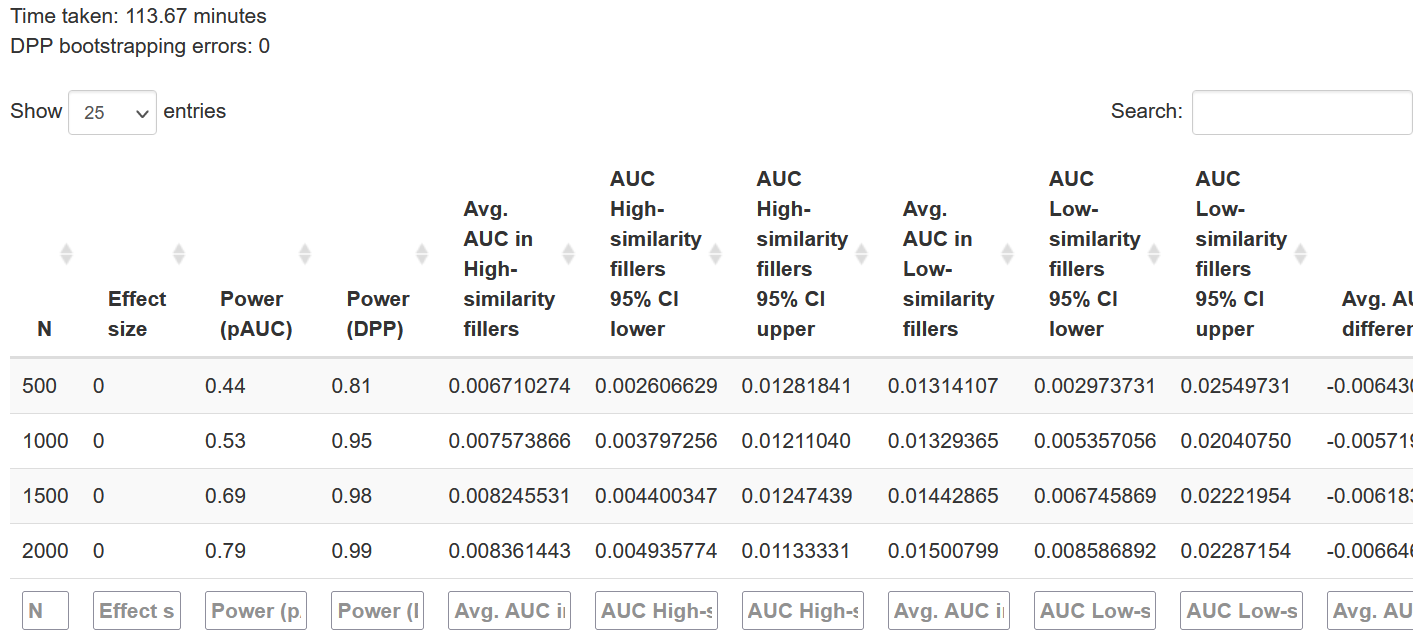 Time taken: 113.67 minutes
DPP bootstrapping errors: 0
Show 25 entries Search:
N Effect size Power (pAUC) Power (DPP) Avg. AUC in High-similarity fillers AUC High-similarity fillers 95% CI lower AUC High-similarity fillers 95% CI upper Avg. AUC in Low-similarity fillers AUC Low-similarity fillers 95% CI lower AUC Low-similarity fillers 95% CI upper Avg. AU differer
500 0 0.44 0.81 0.006710274 0.002606629 0.01281841 0.01314107 0.002973731 0.02549731 -0.006430
1000 0 0.53 0.95 0.007573866 0.003797256 0.01211040 0.01329365 0.005357056 0.02040750 -0.005719
1500 0 0.69 0.98 0.008245531 0.004400347 0.01247439 0.01442865 0.006745869 0.02221954 -0.006183
2000 0 0.79 0.99 0.008361443 0.004935774 0.01133331 0.01500799 0.008586892 0.02287154 -0.006646
N Effect s Power (p. Power (I Avg. AUC i AUC High-s AUC High-s Avg. AUC i AUC Low-s AUC Low-s Avg. AU